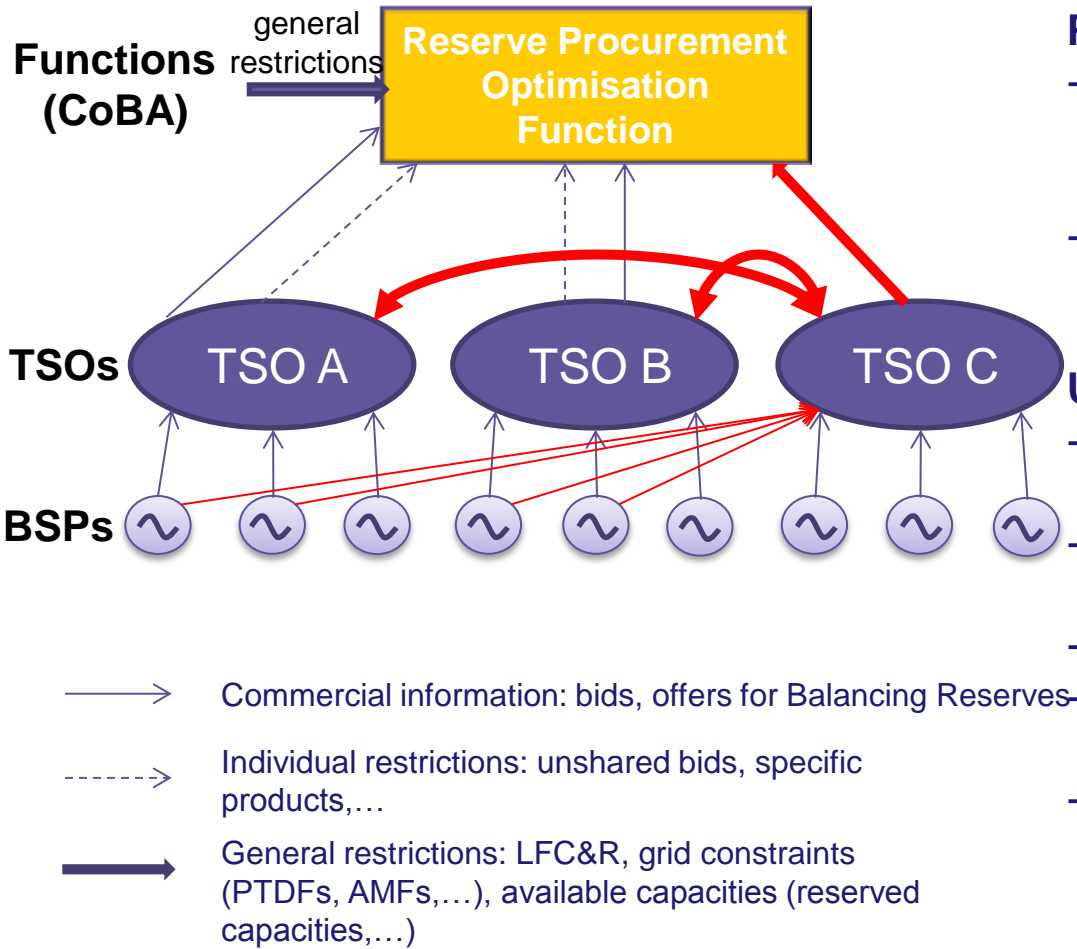 general
restrictions
Functions
(CoBA)
Reserve Procurement
Optimisation
Function
TSOs
TSO A
TSO B
TSO C
BSPs
Commercial information: bids, offers for Balancing Reserves
Individual restrictions: unshared bids, specific
products,…
General restrictions: LFC&R, grid constraints
(PTDFs, AMFs,…), available capacities (reserved
capacities,…)